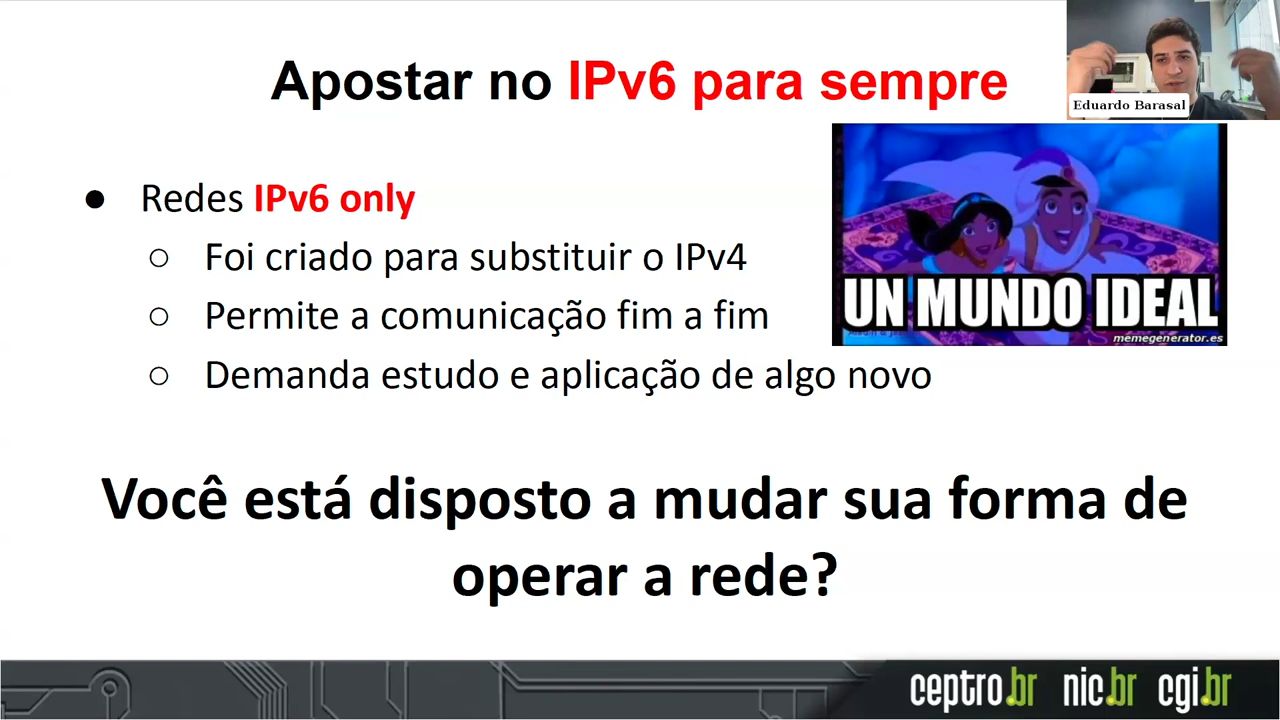 Apostar no IPv6 para sempre
Eduardo Barasal
● Redes IPv6 only
○ Foi criado para substituir o IPv4
○ Permite a comunicação fim a fim
○ Demanda estudo e aplicação de algo novo
UN MUNDO IDEAL
memegenerator.es
Você está disposto a mudar sua forma de
operar a rede?
ceptro.br nic.br cgi.br